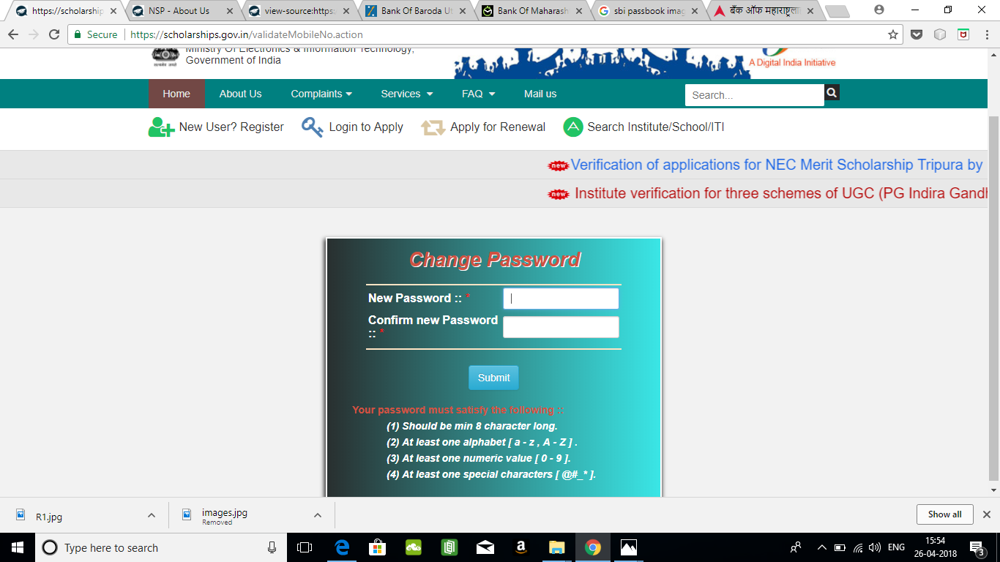 https://scholarship
NSP - About Us
view-source:https:
Bank Of Baroda Ut
Bank Of Maharash
sbi passbook imag
बँक ऑफ महाराष्ट्रला
Secure
https://scholarships.gov.in/validateMobileNo.action
Ministry Of Electronics & Information Technology,
Government of India
A Digital India Initiative
Home
About Us
Complaints
Services
FAQ
Mail us
Search...
New User? Register
Login to Apply
Apply for Renewal
Search Institute/School/ITI
new Verification of applications for NEC Merit Scholarship Tripura by
new Institute verification for three schemes of UGC (PG Indira Gandh
Change Password
New Password :: *
Confirm new Password
:: *
Submit
Your password must satisfy the following ::
(1) Should be min 8 character long.
(2) At least one alphabet [ a - z , A - Z ] .
(3) At least one numeric value [ 0 - 9 ].
(4) At least one special characters [ @#_* ].
R1.jpg
images.jpg
Removed
Show all
Type here to search
ENG
15:54
26-04-2018
3